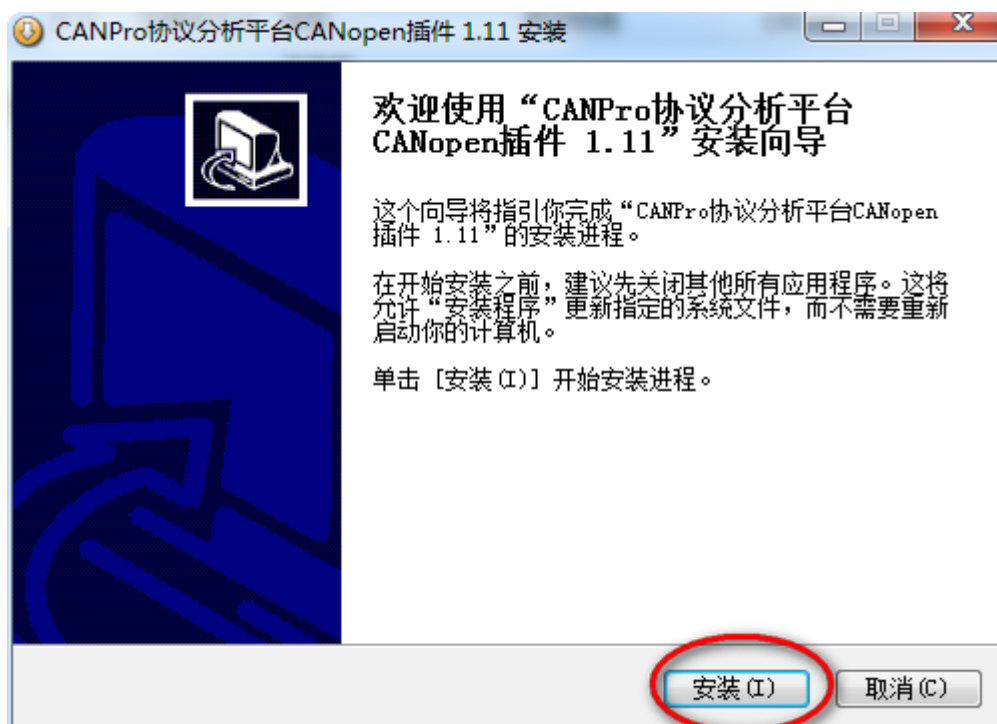 CANPro协议分析平台CANopen插件 1.11 安装
欢迎使用“CANPro协议分析平台
CANopen插件 1.11”安装向导
这个向导将指引你完成“CANPro协议分析平台CANopen
插件 1.11”的安装进程。
在开始安装之前，建议先关闭其他所有应用程序。这将
允许“安装程序”更新指定的系统文件，而不需要重新
启动你的计算机。
单击 [安装(I)] 开始安装进程。
安装(I) 取消(C)